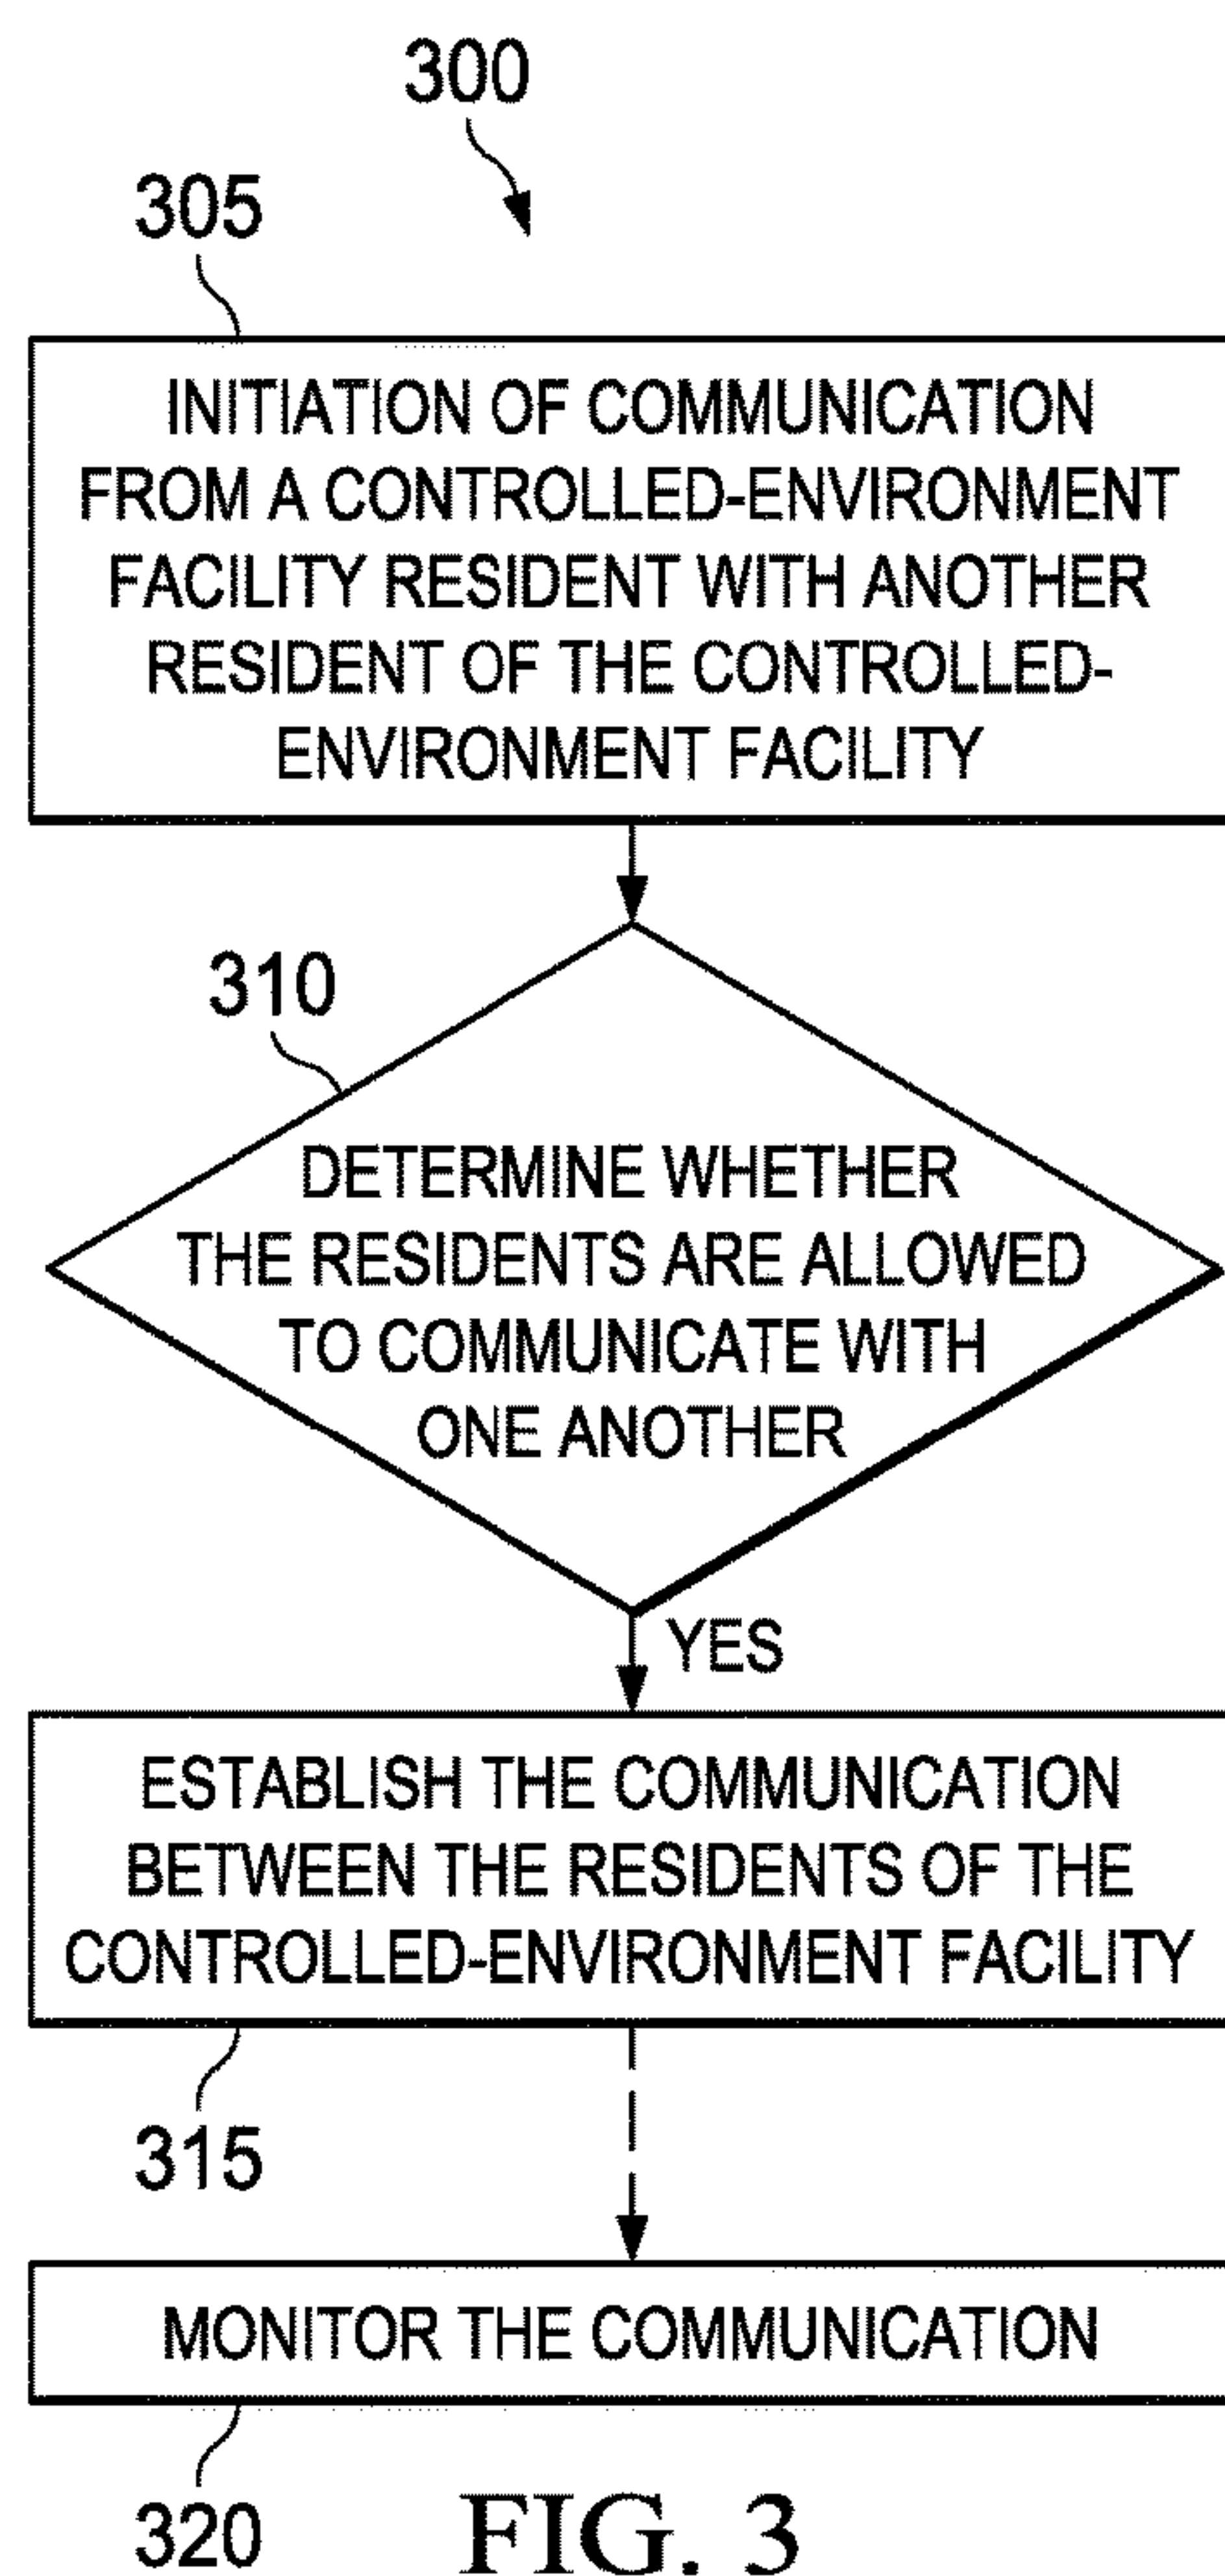 300
305
INITIATION OF COMMUNICATION
FROM A CONTROLLED-ENVIRONMENT
FACILITY RESIDENT WITH ANOTHER
RESIDENT OF THE CONTROLLED-
ENVIRONMENT FACILITY
310
DETERMINE WHETHER
THE RESIDENTS ARE ALLOWED
TO COMMUNICATE WITH
ONE ANOTHER
YES
ESTABLISH THE COMMUNICATION
BETWEEN THE RESIDENTS OF THE
CONTROLLED-ENVIRONMENT FACILITY
315
MONITOR THE COMMUNICATION
320
FIG. 3